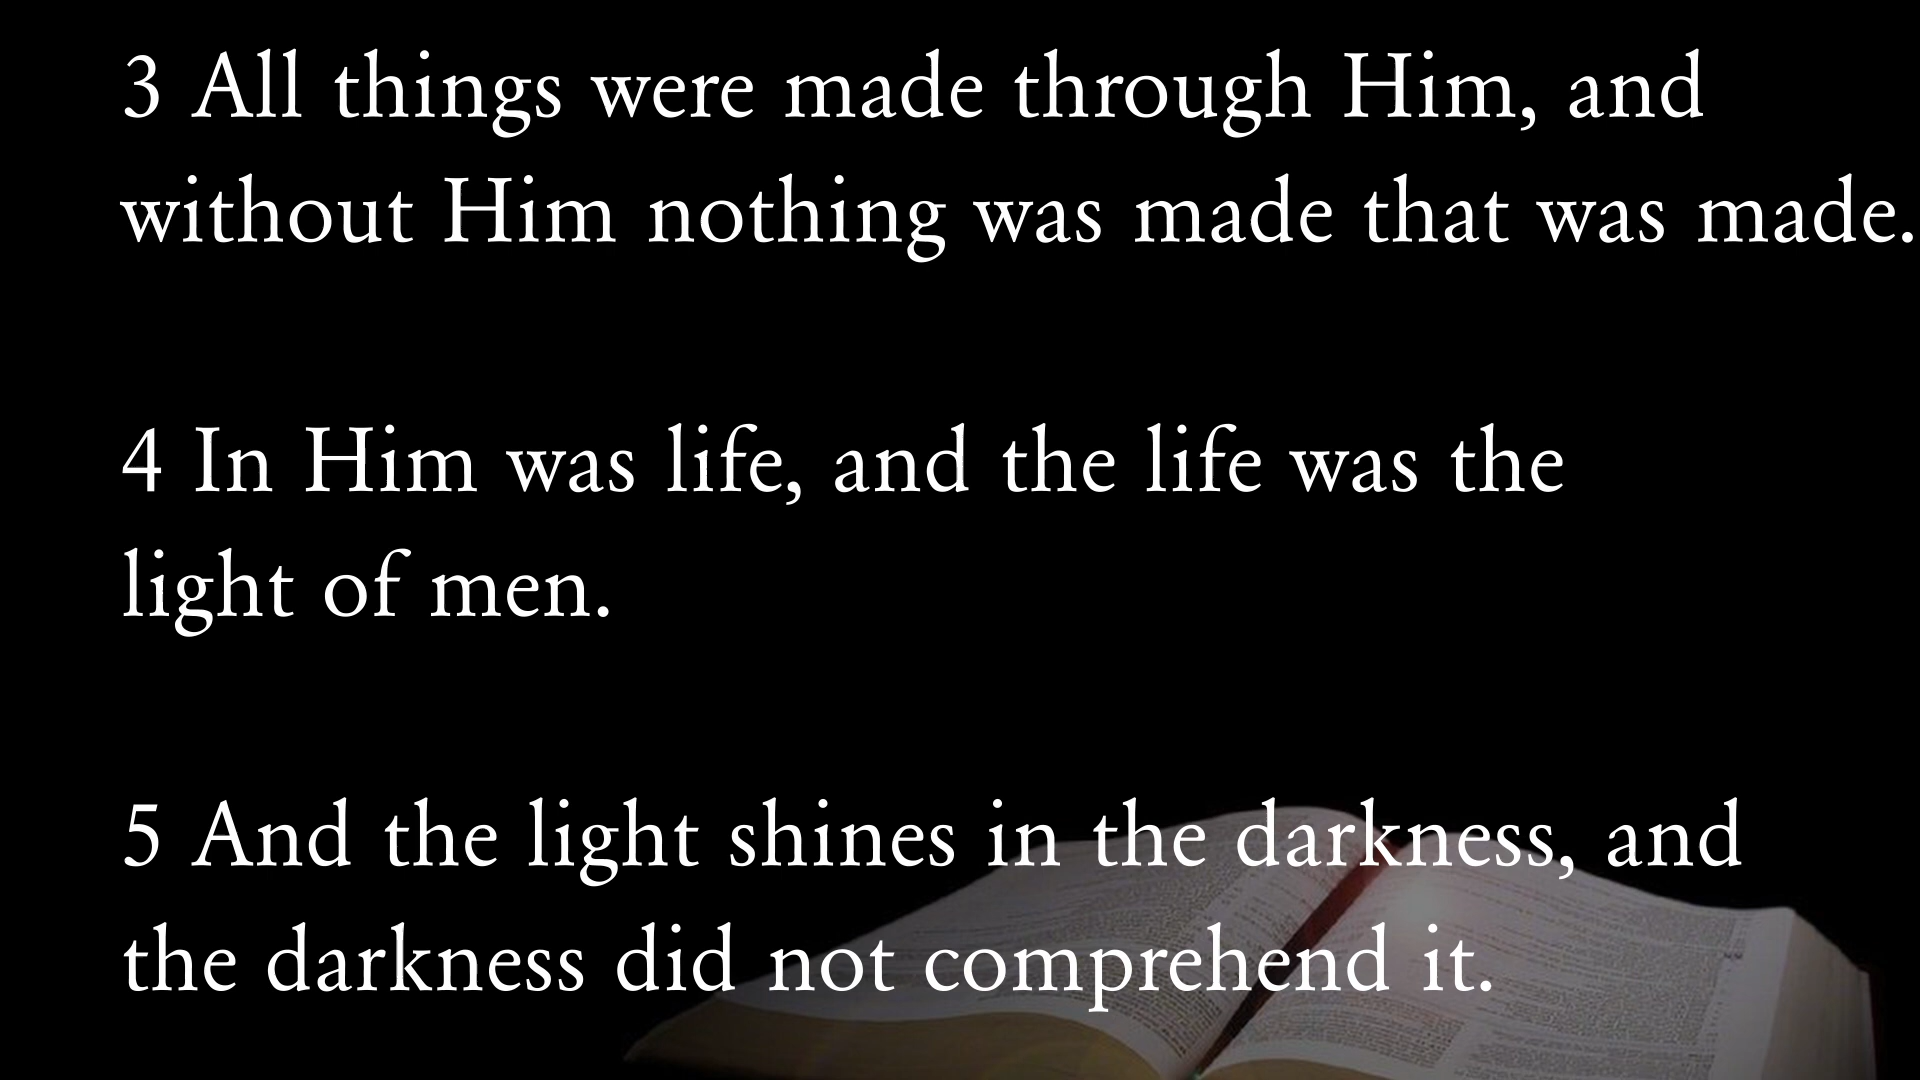 3 All things were made through Him, and
without Him nothing was made that was made.
4 In Him was life, and the life was the
light of men.
5 And the light shines in the darkness, and
the darkness did not comprehend it.